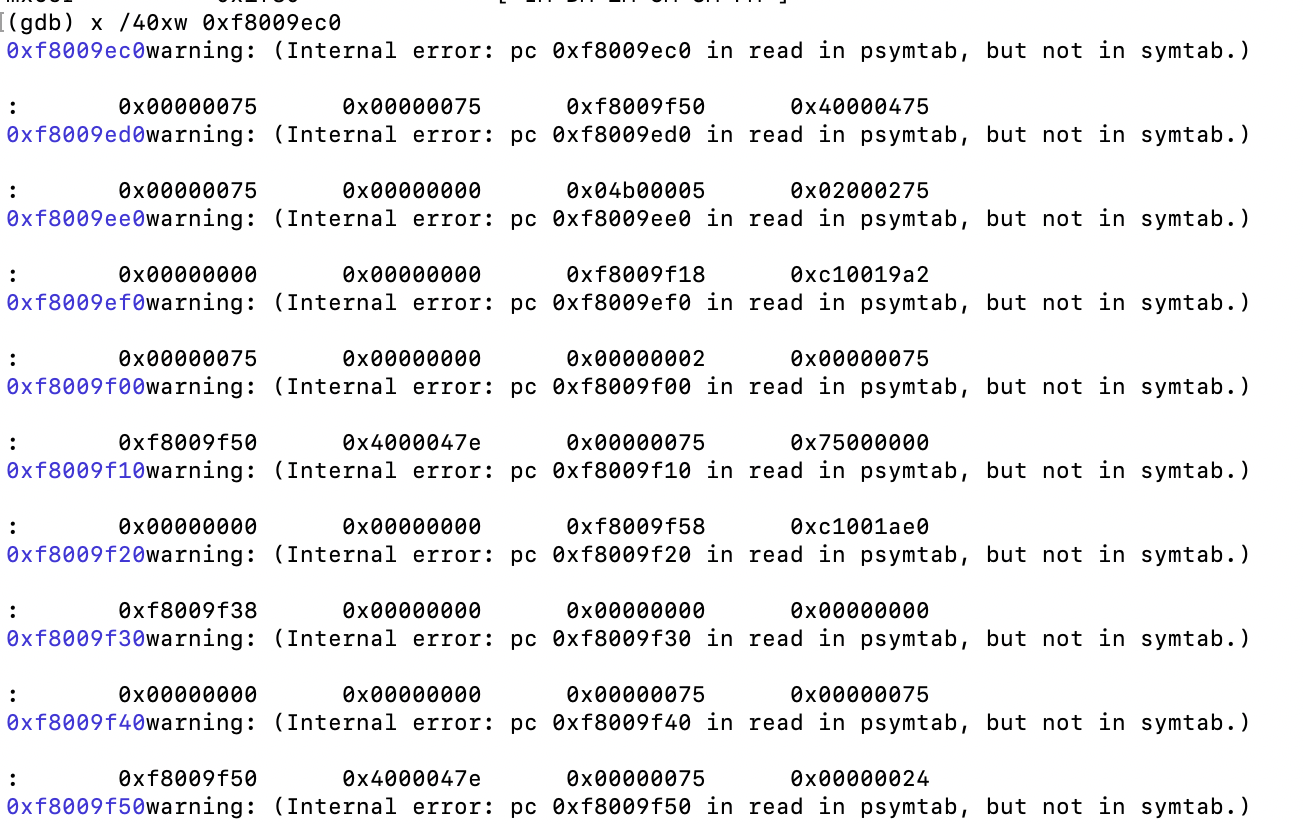 (gdb) x /40xw 0xf8009ec0
0xf8009ec0warning: (Internal error: pc 0xf8009ec0 in read in psymtab, but not in symtab.)
: 0x00000075 0x00000075 0xf8009f50 0x40000475
0xf8009ed0warning: (Internal error: pc 0xf8009ed0 in read in psymtab, but not in symtab.)
: 0x00000075 0x00000000 0x04b00005 0x02000275
0xf8009ee0warning: (Internal error: pc 0xf8009ee0 in read in psymtab, but not in symtab.)
: 0x00000000 0x00000000 0xf8009f18 0xc10019a2
0xf8009ef0warning: (Internal error: pc 0xf8009ef0 in read in psymtab, but not in symtab.)
: 0x00000075 0x00000000 0x00000002 0x00000075
0xf8009f00warning: (Internal error: pc 0xf8009f00 in read in psymtab, but not in symtab.)
: 0xf8009f50 0x4000047e 0x00000075 0x75000000
0xf8009f10warning: (Internal error: pc 0xf8009f10 in read in psymtab, but not in symtab.)
: 0x00000000 0x00000000 0xf8009f58 0xc1001ae0
0xf8009f20warning: (Internal error: pc 0xf8009f20 in read in psymtab, but not in symtab.)
: 0xf8009f38 0x00000000 0x00000000 0x00000000
0xf8009f30warning: (Internal error: pc 0xf8009f30 in read in psymtab, but not in symtab.)
: 0x00000000 0x00000000 0x00000075 0x00000075
0xf8009f40warning: (Internal error: pc 0xf8009f40 in read in psymtab, but not in symtab.)
: 0xf8009f50 0x4000047e 0x00000075 0x00000024
0xf8009f50warning: (Internal error: pc 0xf8009f50 in read in psymtab, but not in symtab.)